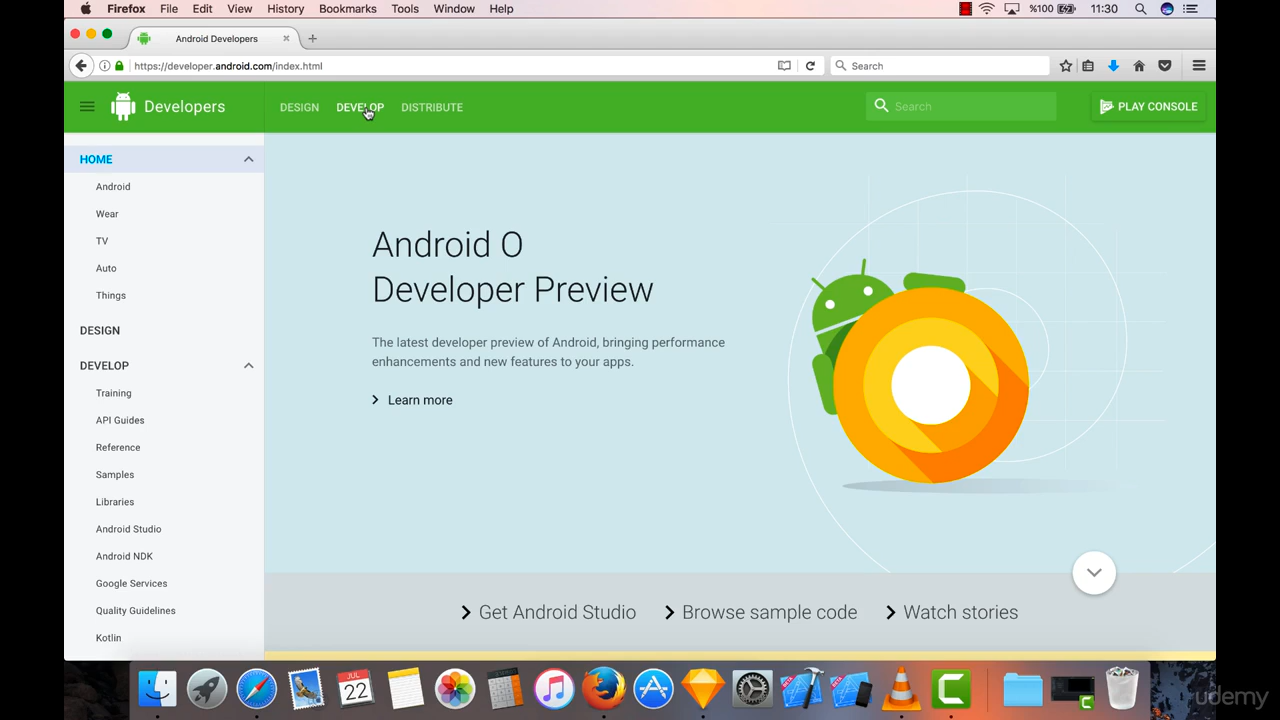 Firefox File Edit View History Bookmarks Tools Window Help %100 11:30
Android Developers
https://developer.android.com/index.html Search
Developers DESIGN DEVELOP DISTRIBUTE Search PLAY CONSOLE
HOME
Android
Wear
TV
Auto
Things
DESIGN
DEVELOP
Training
API Guides
Reference
Samples
Libraries
Android Studio
Android NDK
Google Services
Quality Guidelines
Kotlin
Android O
Developer Preview
The latest developer preview of Android, bringing performance
enhancements and new features to your apps.
Learn more
Get Android Studio Browse sample code Watch stories
JUL
22
udemy